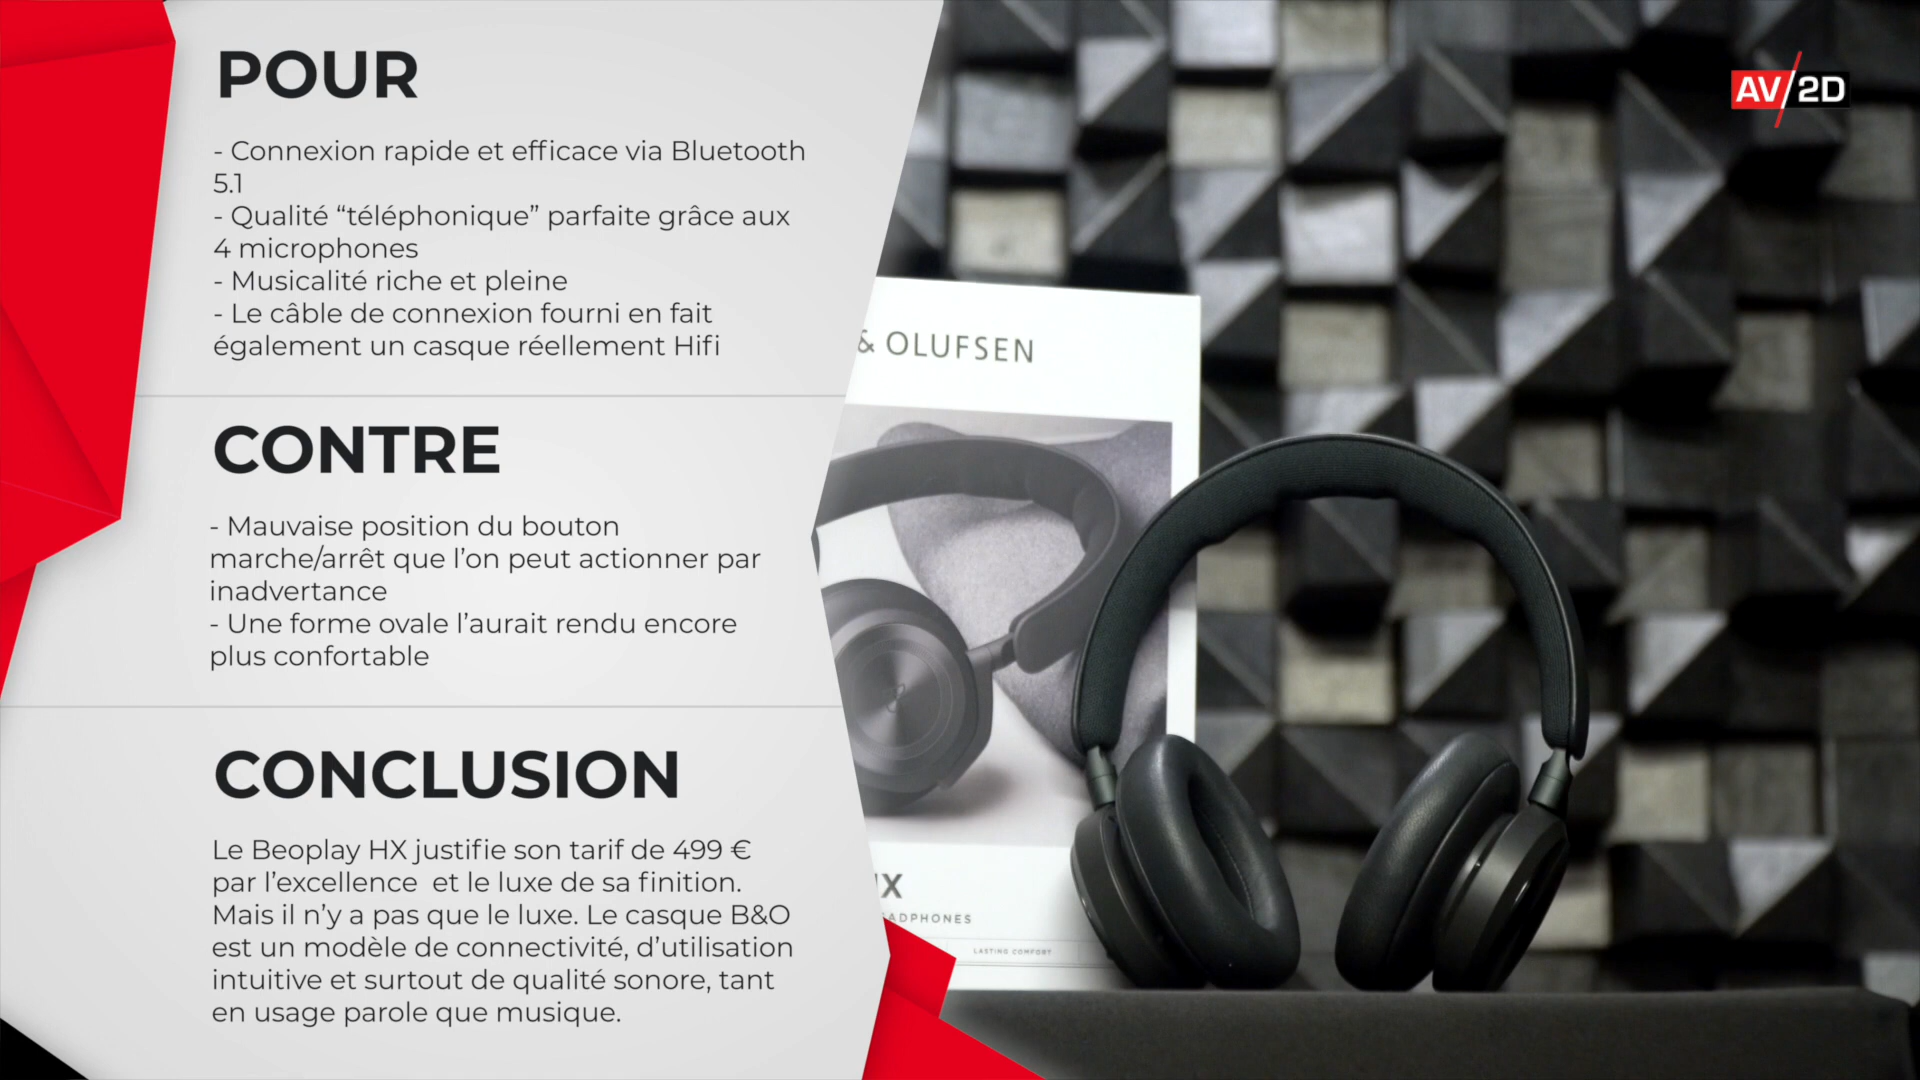 POUR
- Connexion rapide et efficace via Bluetooth
5.1
- Qualité “téléphonique” parfaite grâce aux
4 microphones
- Musicalité riche et pleine
- Le câble de connexion fourni en fait
également un casque réellement Hifi
CONTRE
- Mauvaise position du bouton
marche/arrêt que l’on peut actionner par
inadvertance
- Une forme ovale l’aurait rendu encore
plus confortable
CONCLUSION
Le Beoplay HX justifie son tarif de 499 €
par l’excellence  et le luxe de sa finition.
Mais il n’y a pas que le luxe. Le casque B&O
est un modèle de connectivité, d’utilisation
intuitive et surtout de qualité sonore, tant
en usage parole que musique.
AV/2D
& OLUFSEN
X
ADPHONES
LASTING COMFORT